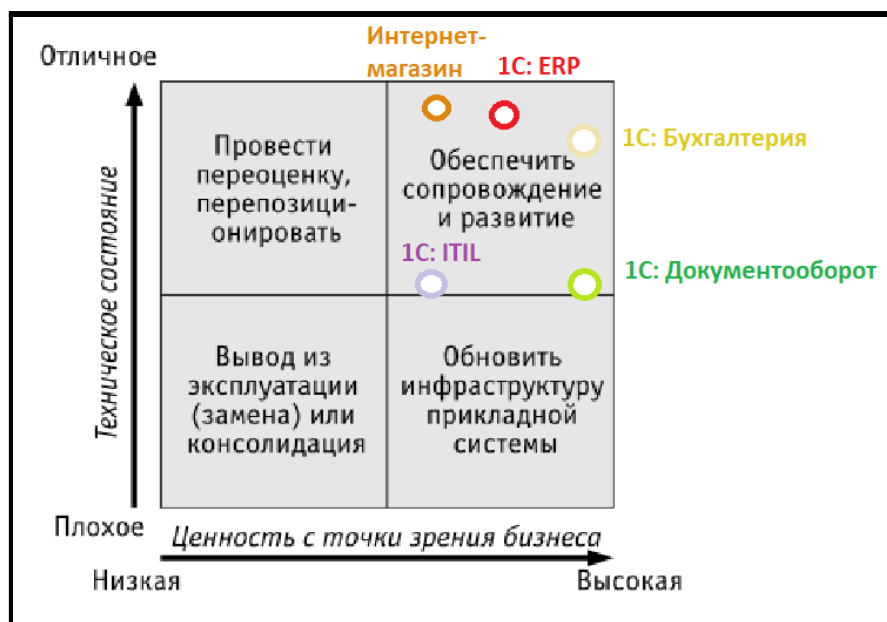 Интернет-
магазин
1С: ERP
Отличное
1С: Бухгалтерия
Провести
переоценку,
перепозици-
онировать
Обеспечить
сопровождение
и развитие
1С: ITIL
1С: Документооборот
Техническое состояние
Вывод из
эксплуатации
(замена) или
консолидация
Обновить
инфраструктуру
прикладной
системы
Плохое
Ценность с точки зрения бизнеса
Низкая
Высокая